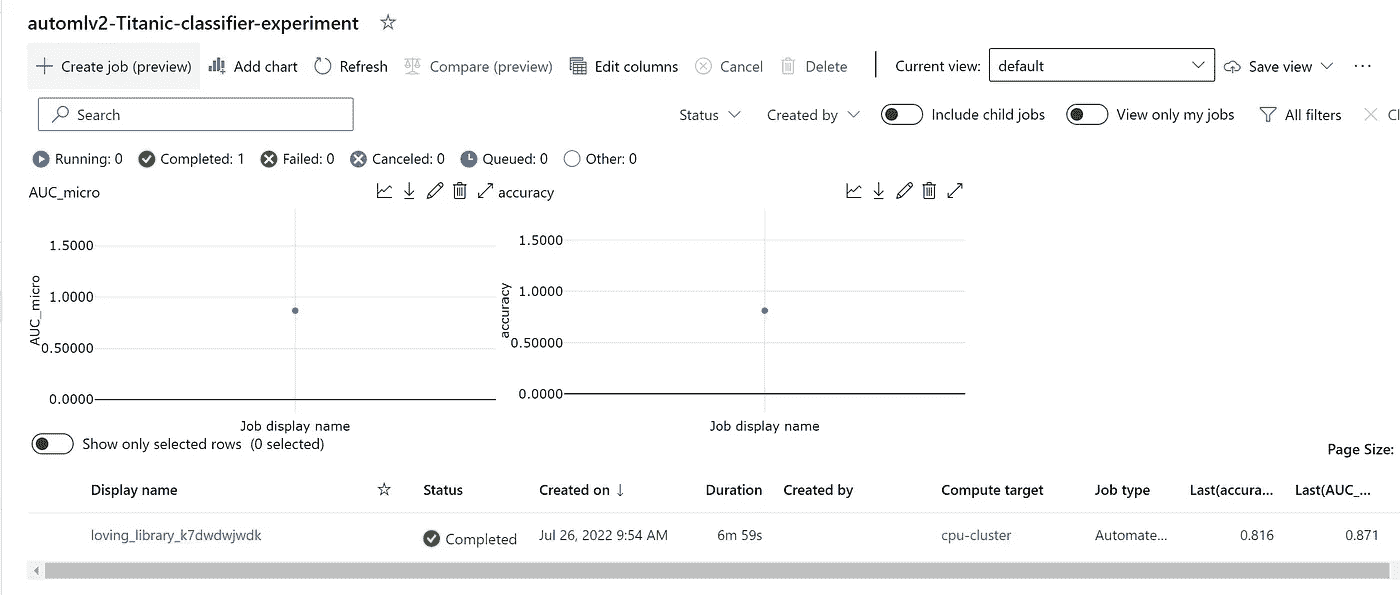 automlv2-Titanic-classifier-experiment
Create job (preview) Add chart Refresh Compare (preview) Edit columns Cancel Delete Current view: default Save view ...
Search Status Created by Include child jobs View only my jobs All filters Cl
Running: 0 Completed: 1 Failed: 0 Canceled: 0 Queued: 0 Other: 0
AUC_micro accuracy
1.5000 1.5000
1.0000 1.0000
AUC_micro accuracy
0.50000 0.50000
0.0000 0.0000
Job display name Job display name
Show only selected rows (0 selected)
Page Size:
Display name Status Created on ↓ Duration Created by Compute target Job type Last(accura... Last(AUC_...
loving_library_k7dwdwjwdk Completed Jul 26, 2022 9:54 AM 6m 59s cpu-cluster Automate... 0.816 0.871